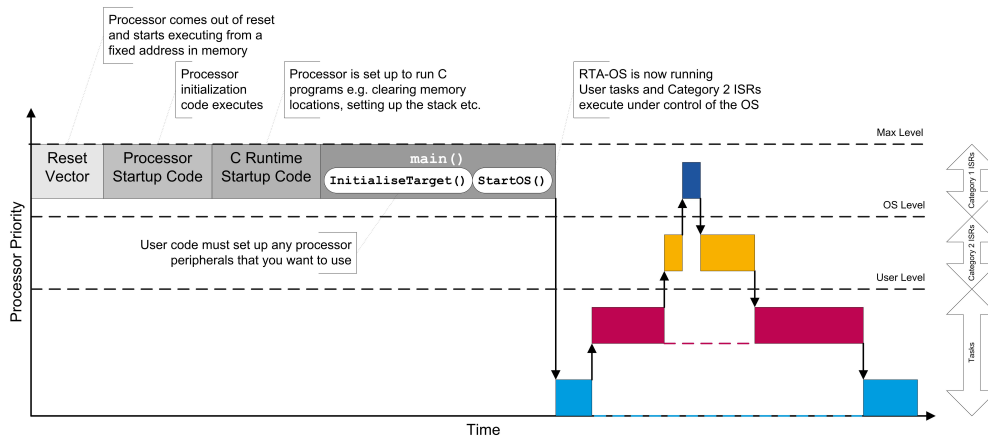 Processor comes out of reset
and starts executing from a
fixed address in memory
Processor
initialization
code executes
Processor is set up to run C
programs e.g. clearing memory
locations, setting up the stack etc.
RTA-OS is now running
User tasks and Category 2 ISRs
execute under control of the OS
Max Level
Reset
Vector
Processor
Startup Code
C Runtime
Startup Code
main()
InitialiseTarget()
StartOS()
Category 1 ISRs
OS Level
User code must set up any processor
peripherals that you want to use
Category 2 ISRs
User Level
Processor Priority
Tasks
Time